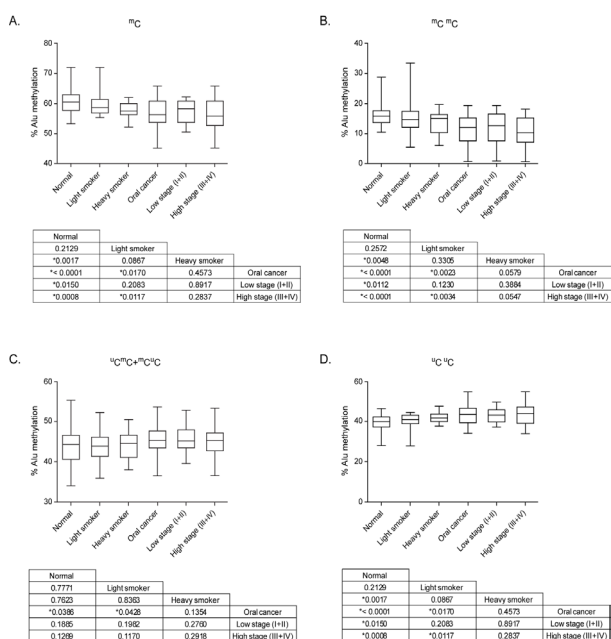 A.
mC
80
70
60
50
40
% Alu methylation
Normal
Light smoker
Heavy smoker
Oral cancer
Low stage (I+II)
High stage (III+IV)
Normal
0.2129 Light smoker
*0.0017 0.0867 Heavy smoker
*< 0.0001 *0.0170 0.4573 Oral cancer
*0.0150 0.2083 0.8917 Low stage (I+II)
*0.0008 *0.0117 0.2837 High stage (III+IV)
B.
mC mC
40
30
20
10
0
% Alu methylation
Normal
Light smoker
Heavy smoker
Oral cancer
Low stage (I+II)
High stage (III+IV)
Normal
0.2572 Light smoker
*0.0048 0.3305 Heavy smoker
*< 0.0001 *0.0023 0.0579 Oral cancer
*0.0112 0.1230 0.3884 Low stage (I+II)
*< 0.0001 *0.0034 0.0547 High stage (III+IV)
C.
uCmC+mCuC
60
50
40
30
% Alu methylation
Normal
Light smoker
Heavy smoker
Oral cancer
Low stage (I+II)
High stage (III+IV)
Normal
0.7771 Light smoker
0.7623 0.8363 Heavy smoker
*0.0386 *0.0428 0.1354 Oral cancer
0.1885 0.1962 0.2760 Low stage (I+II)
0.1269 0.1170 0.2918 High stage (III+IV)
D.
uC uC
60
40
20
0
% Alu methylation
Normal
Light smoker
Heavy smoker
Oral cancer
Low stage (I+II)
High stage (III+IV)
Normal
0.2129 Light smoker
*0.0017 0.0867 Heavy smoker
*< 0.0001 *0.0170 0.4573 Oral cancer
*0.0150 0.2083 0.8917 Low stage (I+II)
*0.0008 *0.0117 0.2837 High stage (III+IV)